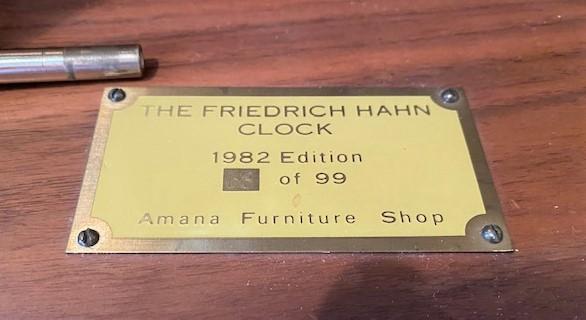 THE FRIEDRICH HAHN
CLOCK
1982 Edition
of 99
Amana Furniture Shop